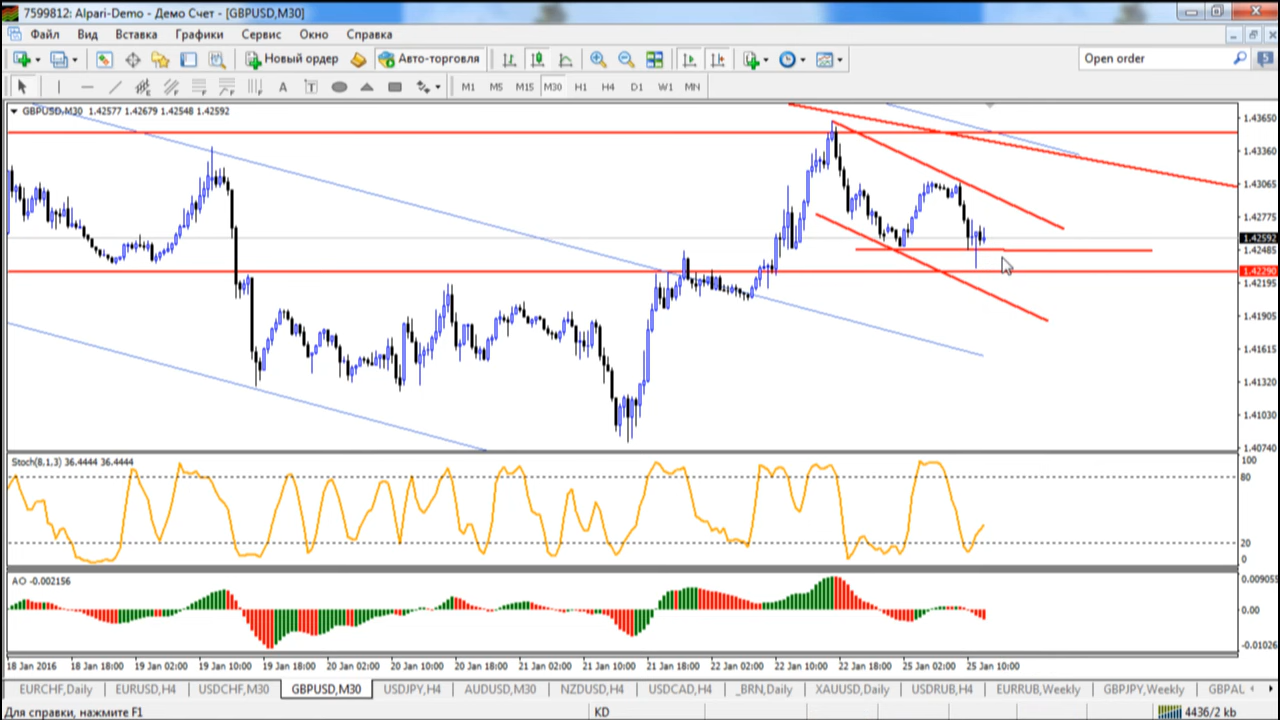 7599812: Alpari-Demo - Демо Счет - [GBPUSD,M30]
Файл Вид Вставка Графики Сервис Окно Справка
Новый ордер Авто-торговля Open order 5
A T M1 M5 M15 M30 H1 H4 D1 W1 MN
GBPUSD,M30 1.42577 1.42679 1.42548 1.42592
1.43650
1.43360
1.43065
1.42775
1.42592
1.42485
1.42290
1.42195
1.41905
1.41615
1.41320
1.41030
1.40740
Stoch(8,1,3) 36.4444 36.4444
100
80
20
0
AO -0.002156
0.009055
0.00
-0.01026
18 Jan 2016 18 Jan 18:00 19 Jan 02:00 19 Jan 10:00 19 Jan 18:00 20 Jan 02:00 20 Jan 10:00 20 Jan 18:00 21 Jan 02:00 21 Jan 10:00 21 Jan 18:00 22 Jan 02:00 22 Jan 10:00 22 Jan 18:00 25 Jan 02:00 25 Jan 10:00
EURCHF,Daily EURUSD,H4 USDCHF,M30 GBPUSD,M30 USDJPY,H4 AUDUSD,M30 NZDUSD,H4 USDCAD,H4 _BRN,Daily XAUUSD,Daily USDRUB,H4 EURRUB,Weekly GBPJPY,Weekly GBPAU
Для справки, нажмите F1 KD 4436/2 kb